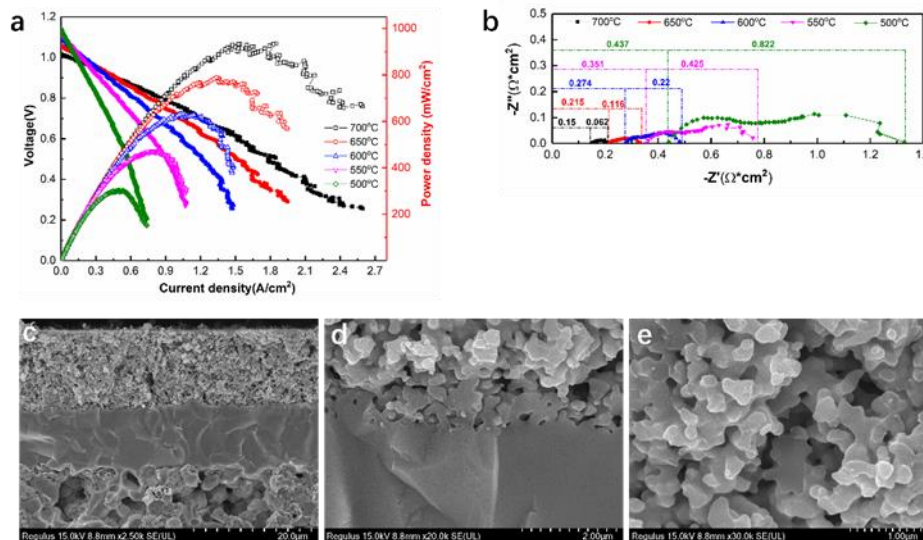 a
1.2
1.0
0.8
0.6
0.4
0.2
0.0
Voltage(V)
1000
800
600
400
200
Power density (mW/cm²)
700°C
650°C
600°C
550°C
500°C
0.0 0.3 0.6 0.9 1.2 1.5 1.8 2.1 2.4 2.7
Current density(A/cm²)
b
700°C 650°C 600°C 550°C 500°C
0.5
0.4
0.3
0.2
0.1
0.0
-Z''(Ω*cm²)
0.437 0.822
0.351 0.425
0.274 0.22
0.215 0.116
0.15 0.062
0.0 0.2 0.4 0.6 0.8 1.0 1.2
-Z'(Ω*cm²)
c
Regulus 15.0kV 8.8mm x2.50k SE(UL) 20.0µm
d
Regulus 15.0kV 8.8mm x20.0k SE(UL) 2.00µm
e
Regulus 15.0kV 8.8mm x30.0k SE(UL) 1.00µm